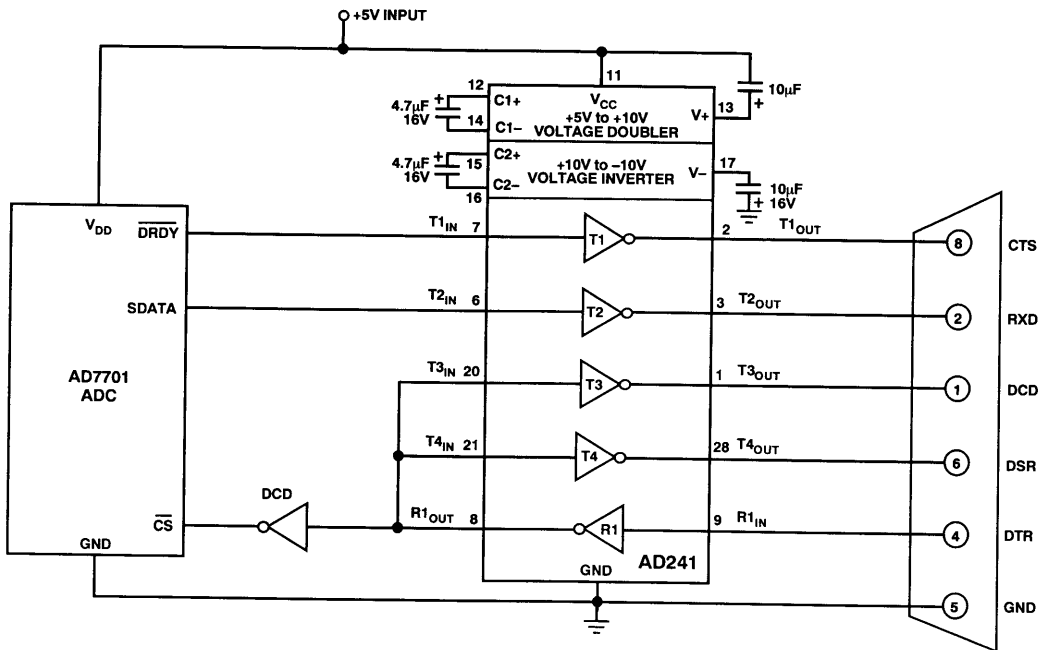 +5V INPUT
11
12
C1+
4.7µF
16V
+
14
C1–
VCC
+5V to +10V
VOLTAGE DOUBLER
V+
13
10µF
+
C2+
4.7µF
16V
+
15
C2–
16
+10V to –10V
VOLTAGE INVERTER
V–
17
10µF
+ 16V
VDD
DRDY
T1IN 7
T1
2
T1OUT
8
CTS
SDATA
T2IN 6
T2
3
T2OUT
2
RXD
AD7701
ADC
T3IN 20
T3
1
T3OUT
1
DCD
T4IN 21
T4
28
T4OUT
6
DSR
DCD
CS
R1OUT 8
R1
9
R1IN
4
DTR
GND
GND
AD241
5
GND